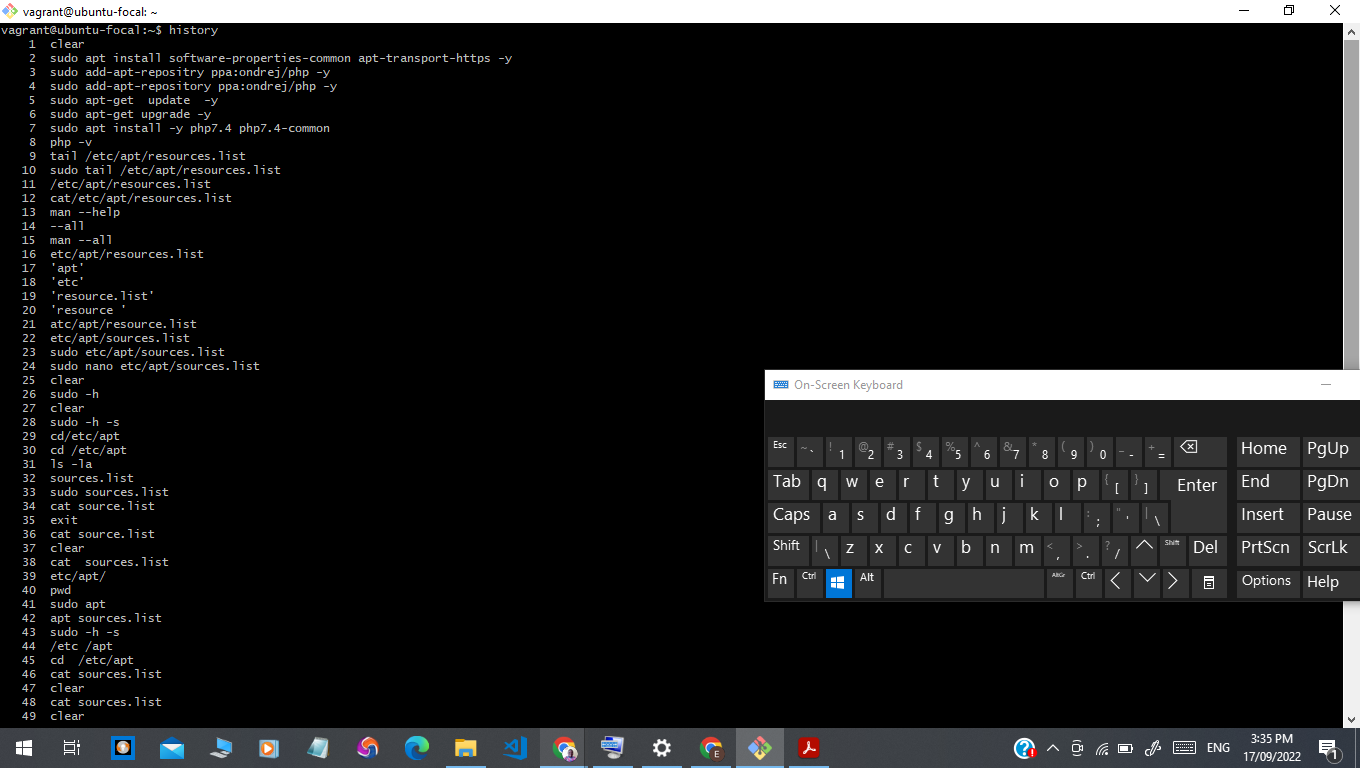 vagrant@ubuntu-focal: ~
vagrant@ubuntu-focal:~$ history
1 clear
2 sudo apt install software-properties-common apt-transport-https -y
3 sudo add-apt-repositry ppa:ondrej/php -y
4 sudo add-apt-repository ppa:ondrej/php -y
5 sudo apt-get  update  -y
6 sudo apt-get upgrade -y
7 sudo apt install -y php7.4 php7.4-common
8 php -v
9 tail /etc/apt/resources.list
10 sudo tail /etc/apt/resources.list
11 /etc/apt/resources.list
12 cat/etc/apt/resources.list
13 man --help
14 --all
15 man --all
16 etc/apt/resources.list
17 'apt'
18 'etc'
19 'resource.list'
20 'resource '
21 atc/apt/resource.list
22 etc/apt/sources.list
23 sudo etc/apt/sources.list
24 sudo nano etc/apt/sources.list
25 clear
26 sudo -h
27 clear
28 sudo -h -s
29 cd/etc/apt
30 cd /etc/apt
31 ls -la
32 sources.list
33 sudo sources.list
34 cat source.list
35 exit
36 cat source.list
37 clear
38 cat  sources.list
39 etc/apt/
40 pwd
41 sudo apt
42 apt sources.list
43 sudo -h -s
44 /etc /apt
45 cd  /etc/apt
46 cat sources.list
47 clear
48 cat sources.list
49 clear
On-Screen Keyboard
Esc ~ ` ! 1 @ 2 # 3 $ 4 % 5 ^ 6 & 7 * 8 ( 9 ) 0 _ - + = Home PgUp
Tab q w e r t y u i o p { [ } ] Enter End PgDn
Caps a s d f g h j k l : ; " ' | \ Insert Pause
Shift | \ z x c v b n m < , > . ? / Shift Del PrtScn ScrLk
Fn Ctrl Alt AltGr Ctrl Options Help
E
ENG
3:35 PM
17/09/2022
1